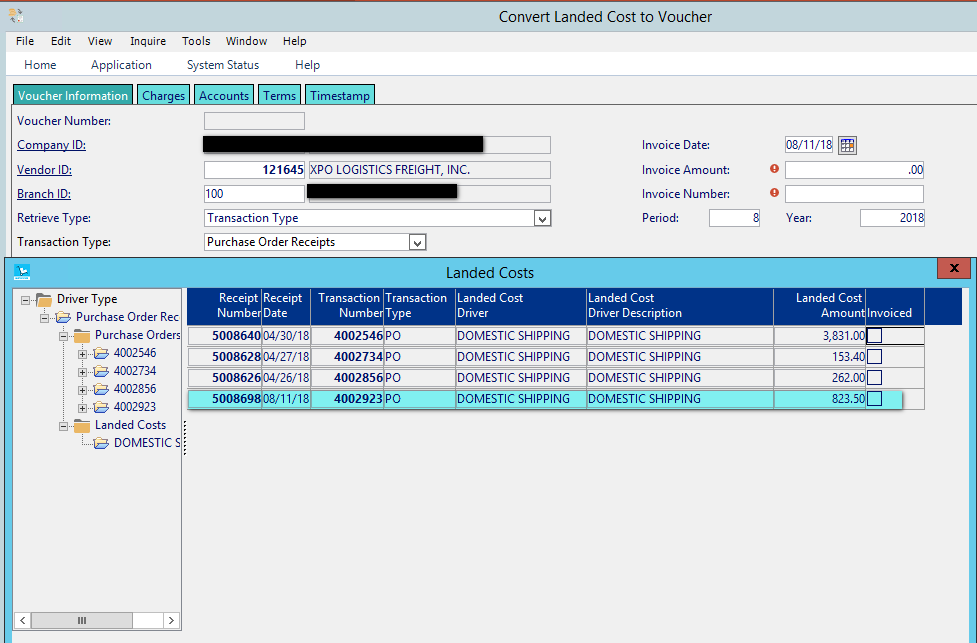 Convert Landed Cost to Voucher
File Edit View Inquire Tools Window Help
Home Application System Status Help
Voucher Information Charges Accounts Terms Timestamp
Voucher Number:
Company ID: Invoice Date: 08/11/18
Vendor ID: 121645 XPO LOGISTICS FREIGHT, INC. Invoice Amount: .00
Branch ID: 100 Invoice Number:
Retrieve Type: Transaction Type Period: 8 Year: 2018
Transaction Type: Purchase Order Receipts
Landed Costs X
Driver Type
Purchase Order Rec
Purchase Orders
4002546
4002734
4002856
4002923
Landed Costs
DOMESTIC S
Receipt Receipt Transaction Transaction Landed Cost Landed Cost Landed Cost
Number Date Number Type Driver Driver Description Amount Invoiced
5008640 04/30/18 4002546 PO DOMESTIC SHIPPING DOMESTIC SHIPPING 3,831.00
5008628 04/27/18 4002734 PO DOMESTIC SHIPPING DOMESTIC SHIPPING 153.40
5008626 04/26/18 4002856 PO DOMESTIC SHIPPING DOMESTIC SHIPPING 262.00
5008698 08/11/18 4002923 PO DOMESTIC SHIPPING DOMESTIC SHIPPING 823.50